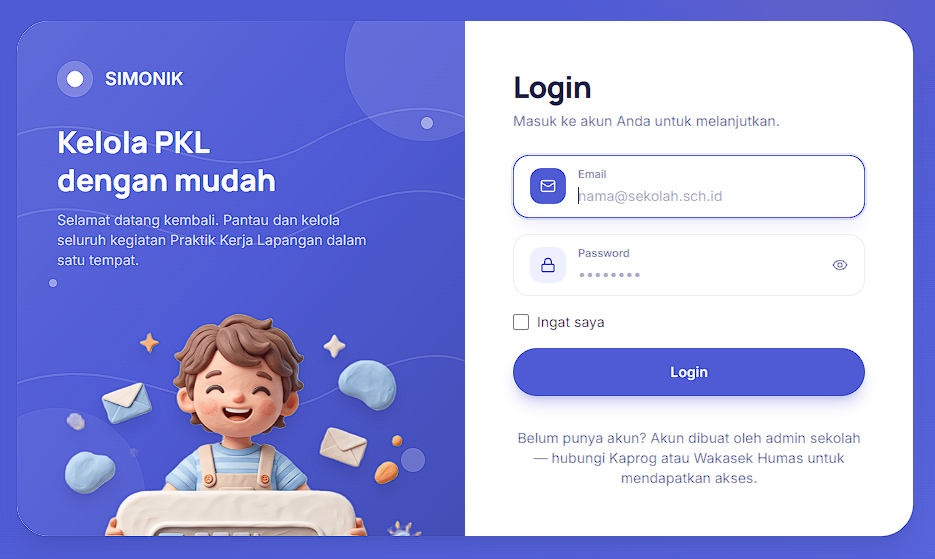 SIMONIK
Kelola PKL
dengan mudah
Selamat datang kembali. Pantau dan kelola
seluruh kegiatan Praktik Kerja Lapangan dalam
satu tempat.
Login
Masuk ke akun Anda untuk melanjutkan.
Email
nama@sekolah.sch.id
Password
••••••••
Ingat saya
Login
Belum punya akun? Akun dibuat oleh admin sekolah
— hubungi Kaprog atau Wakasek Humas untuk
mendapatkan akses.